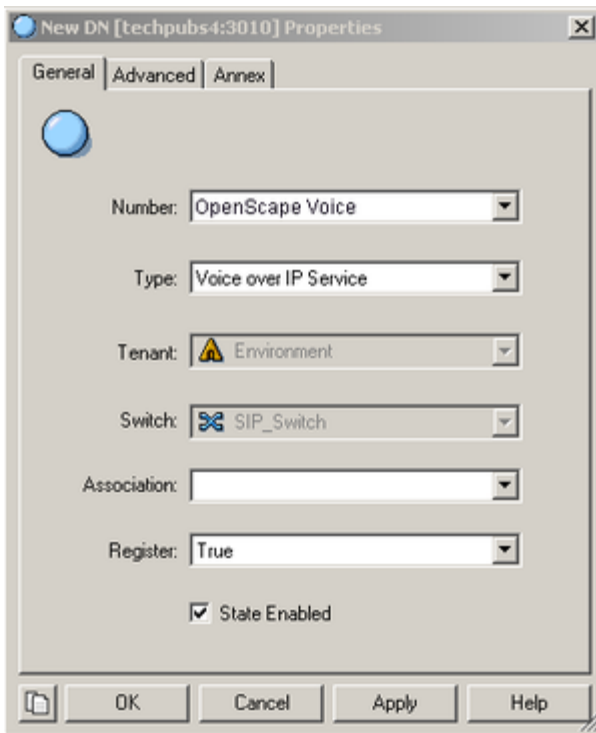 New DN [techpubs4:3010] Properties
General Advanced Annex
Number: OpenScape Voice
Type: Voice over IP Service
Tenant: Environment
Switch: SIP_Switch
Association:
Register: True
State Enabled
OK Cancel Apply Help